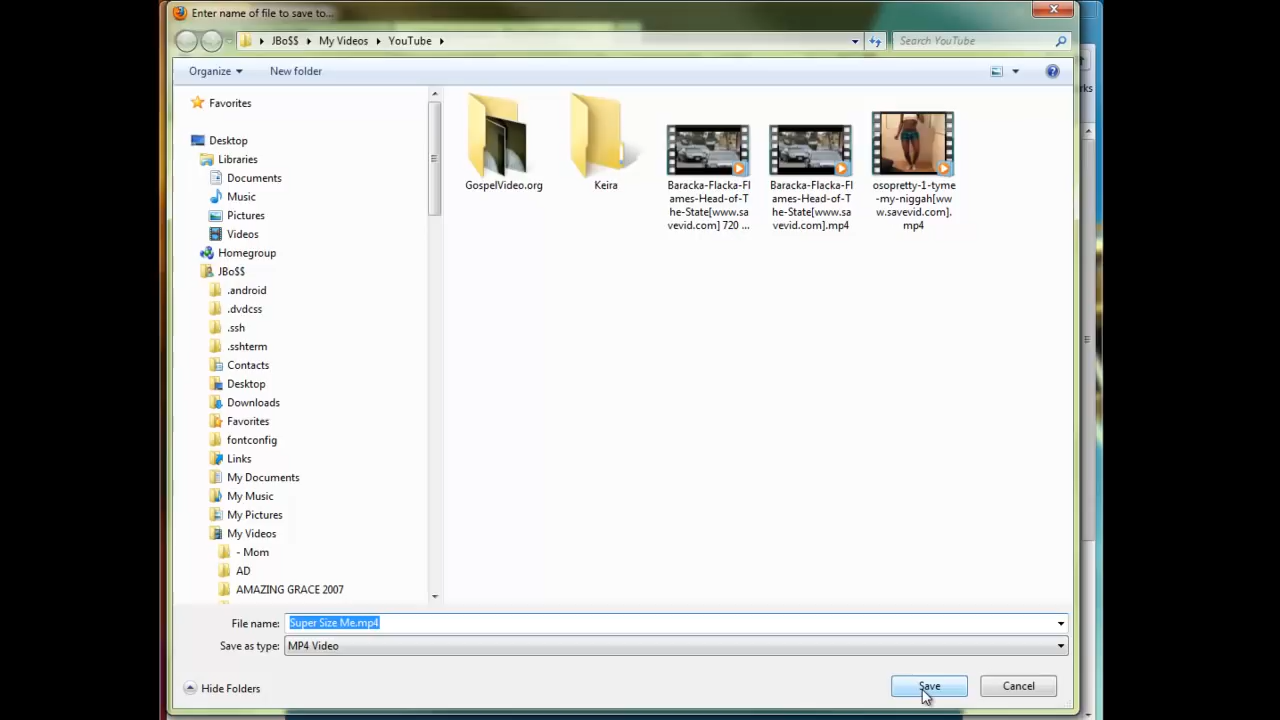 Enter name of file to save to...
JBo$$ My Videos YouTube
Search YouTube
Organize
New folder
Favorites
Desktop
Libraries
Documents
Music
Pictures
Videos
Homegroup
JBo$$
.android
.dvdcss
.ssh
.sshterm
Contacts
Desktop
Downloads
Favorites
fontconfig
Links
My Documents
My Music
My Pictures
My Videos
- Mom
AD
AMAZING GRACE 2007
GospelVideo.org
Keira
Baracka-Flacka-Fl
ames-Head-of-T
he-State[www.sa
vevid.com] 720 ...
Baracka-Flacka-Fl
ames-Head-of-T
he-State[www.sa
vevid.com].mp4
osopretty-1-tyme
-my-niggah[ww
w.savevid.com].
mp4
File name: Super Size Me.mp4
Save as type: MP4 Video
Hide Folders
Save
Cancel